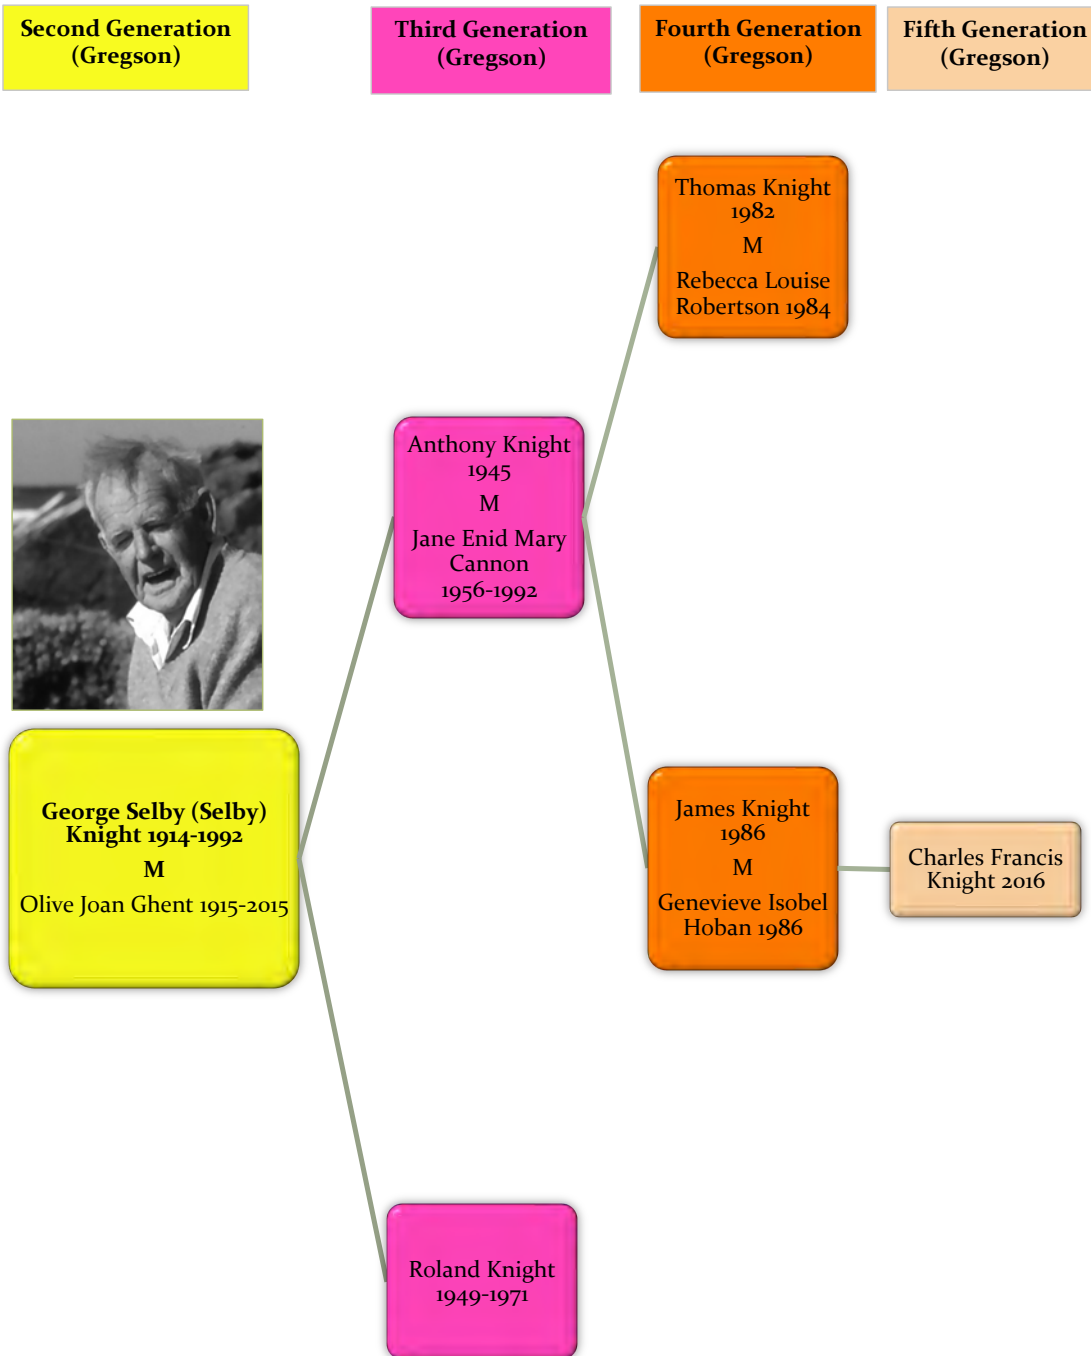 Second Generation
(Gregson)
Third Generation
(Gregson)
Fourth Generation
(Gregson)
Fifth Generation
(Gregson)
Thomas Knight
1982
M
Rebecca Louise
Robertson 1984
Anthony Knight
1945
M
Jane Enid Mary
Cannon
1956-1992
George Selby (Selby)
Knight 1914-1992
M
Olive Joan Ghent 1915-2015
James Knight
1986
M
Genevieve Isobel
Hoban 1986
Charles Francis
Knight 2016
Roland Knight
1949-1971